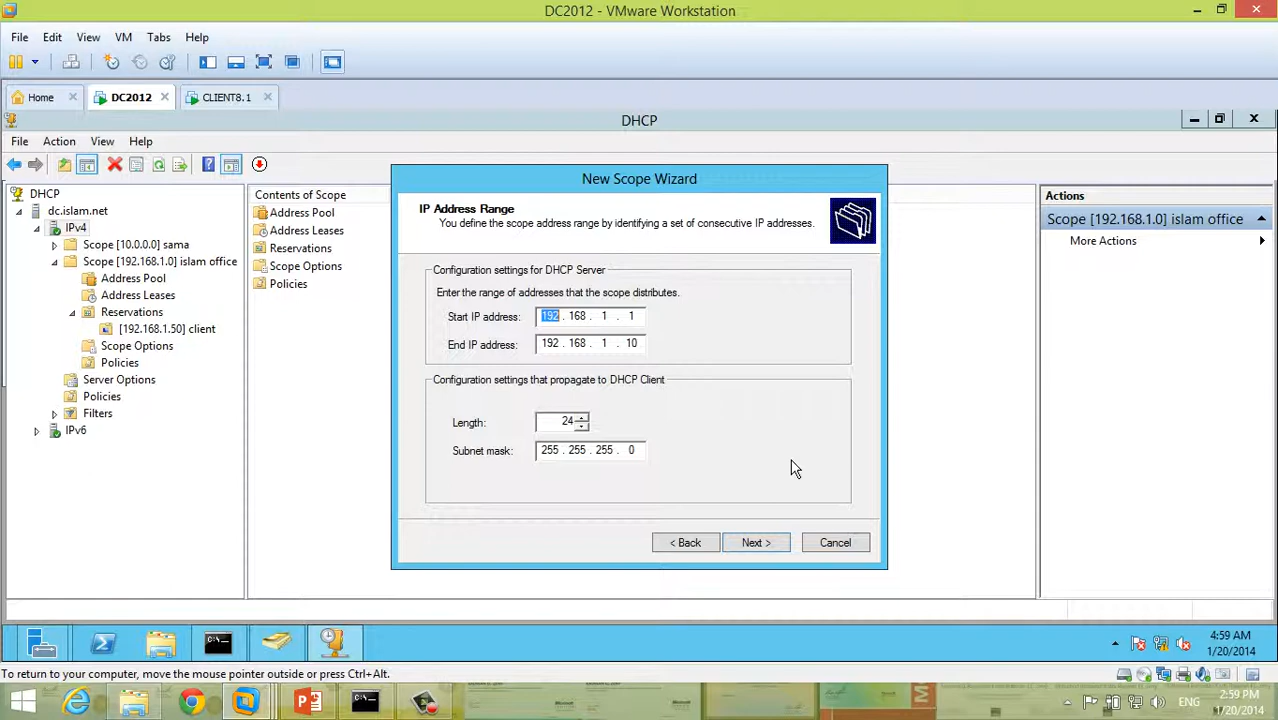 DC2012 - VMware Workstation
File Edit View VM Tabs Help
Home DC2012 CLIENT8.1
DHCP
File Action View Help
DHCP
dc.islam.net
IPv4
Scope [10.0.0.0] sama
Scope [192.168.1.0] islam office
Address Pool
Address Leases
Reservations
[192.168.1.50] client
Scope Options
Policies
Server Options
Policies
Filters
IPv6
Contents of Scope
Address Pool
Address Leases
Reservations
Scope Options
Policies
New Scope Wizard
IP Address Range
You define the scope address range by identifying a set of consecutive IP addresses.
Configuration settings for DHCP Server
Enter the range of addresses that the scope distributes.
Start IP address: 192 . 168 . 1 . 1
End IP address: 192 . 168 . 1 . 10
Configuration settings that propagate to DHCP Client
Length: 24
Subnet mask: 255 . 255 . 255 . 0
< Back Next > Cancel
Actions
Scope [192.168.1.0] islam office
More Actions
4:59 AM
1/20/2014
To return to your computer, move the mouse pointer outside or press Ctrl+Alt.
ENG
2:59 PM
1/20/2014